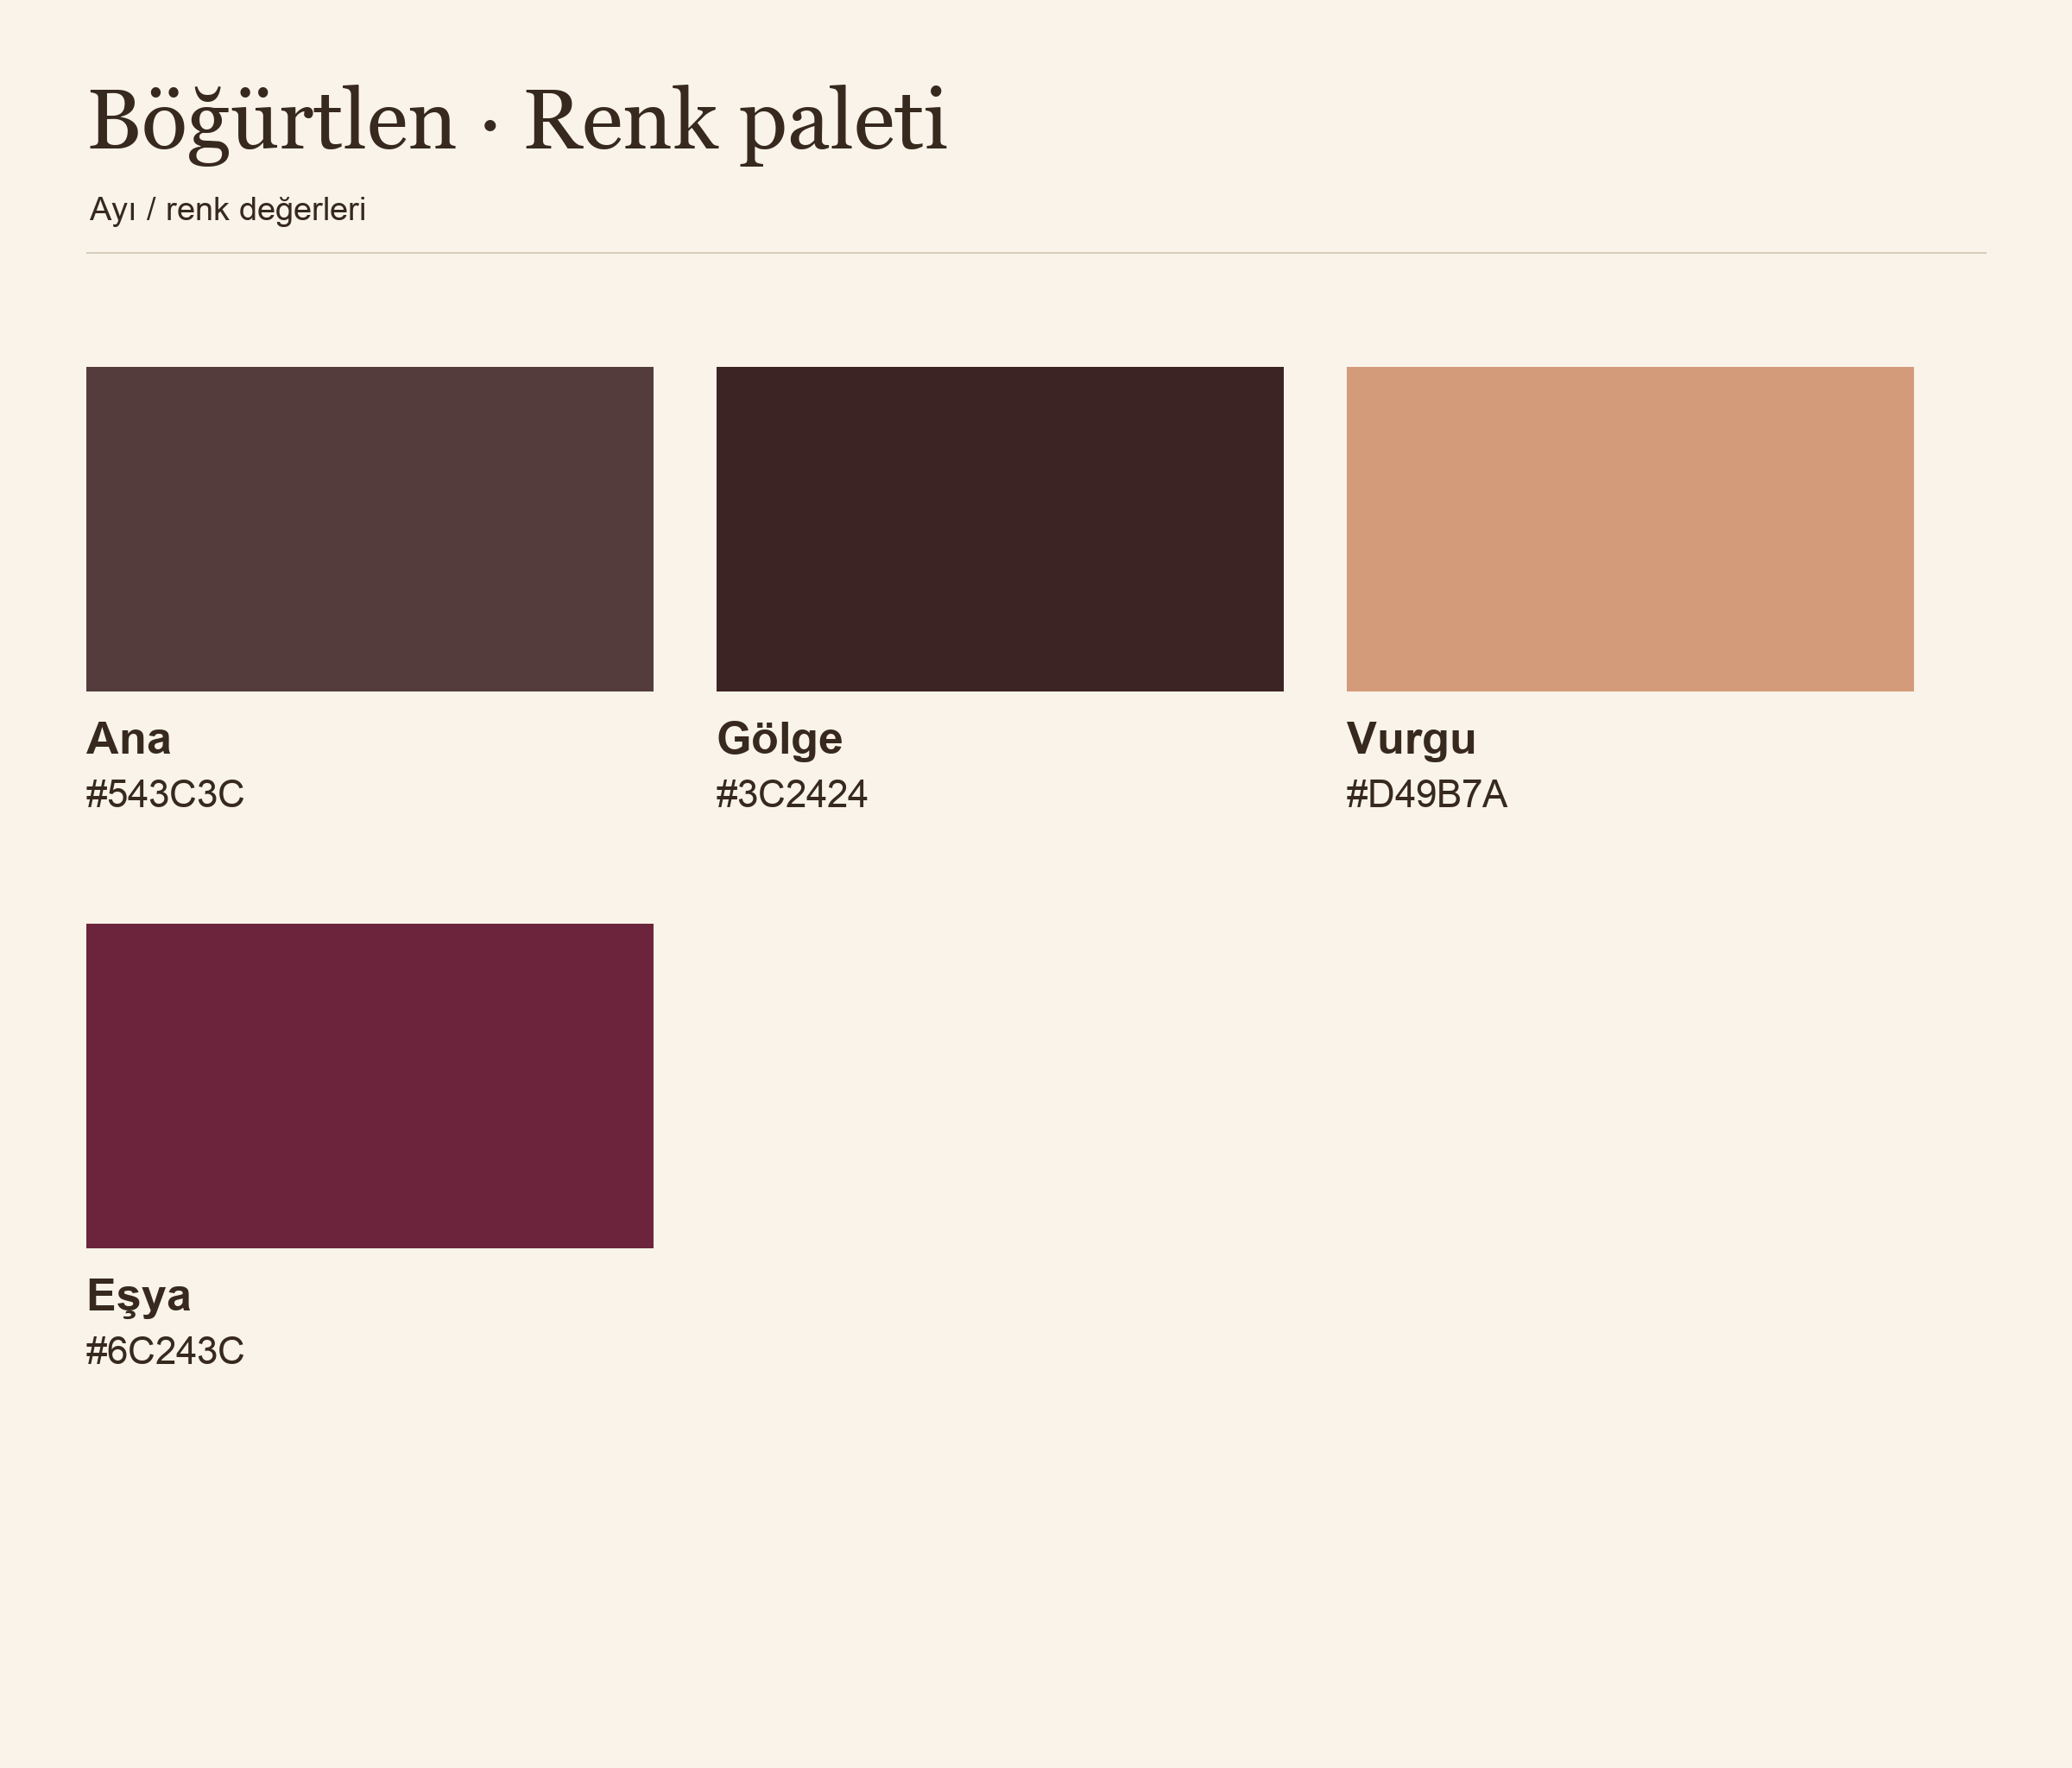 Böğürtlen · Renk paleti
Ayı / renk değerleri
Ana
#543C3C
Gölge
#3C2424
Vurgu
#D49B7A
Eşya
#6C243C